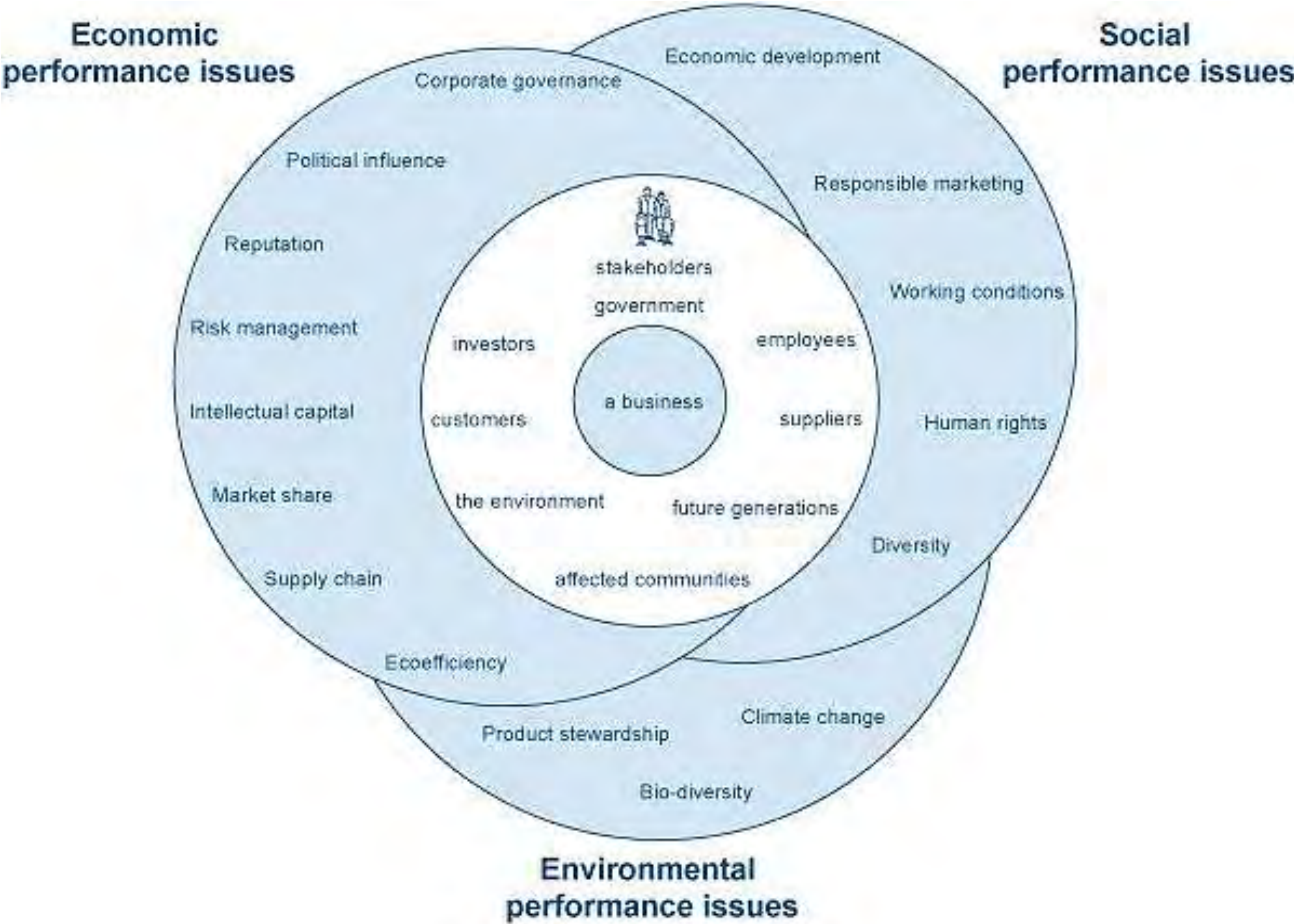 Economic
performance issues
Social
performance issues
Economic development
Corporate governance
Political influence
Responsible marketing
Reputation
Working conditions
Risk management
Human rights
Intellectual capital
Market share
Diversity
Supply chain
Ecoefficiency
stakeholders
government
investors
employees
a business
customers
suppliers
the environment
future generations
affected communities
Climate change
Product stewardship
Bio-diversity
Environmental
performance issues